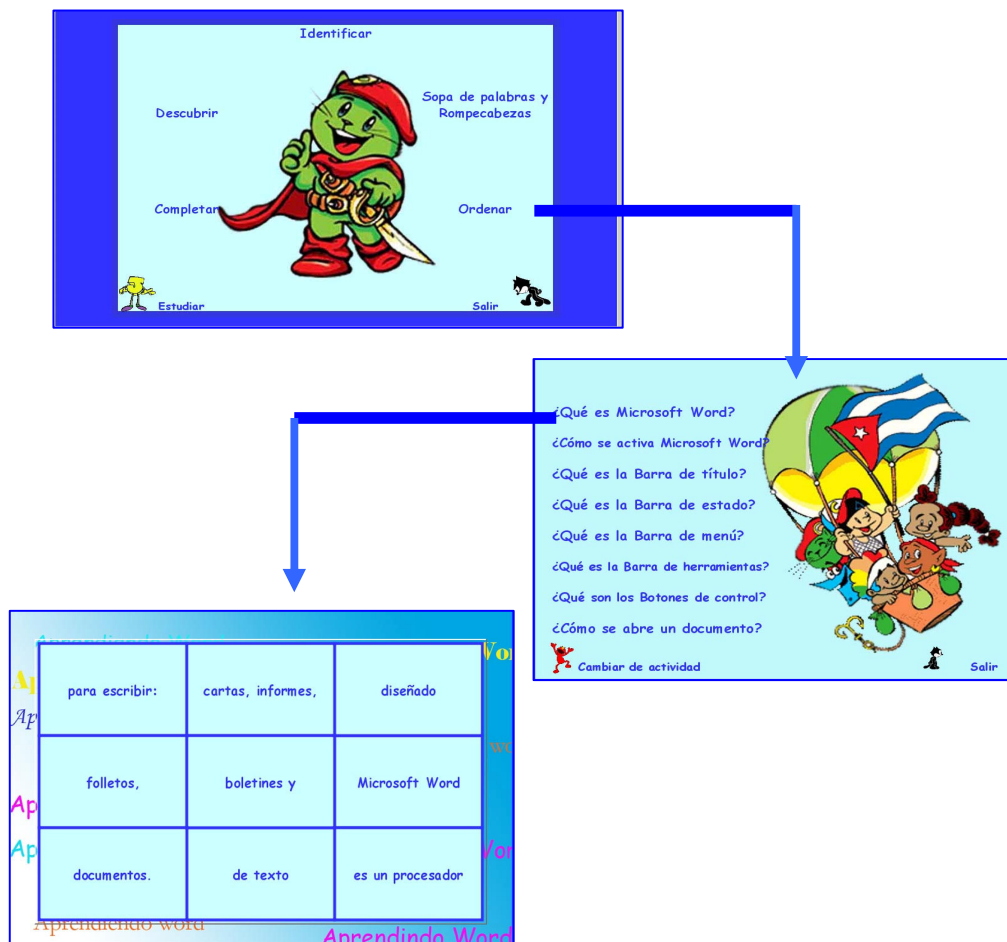 Identificar
Descubrir
Sopa de palabras y
Rompecabezas
Completar
Ordenar
Estudiar
Salir
¿Qué es Microsoft Word?
¿Cómo se activa Microsoft Word?
¿Qué es la Barra de título?
¿Qué es la Barra de estado?
¿Qué es la Barra de menú?
¿Qué es la Barra de herramientas?
¿Qué son los Botones de control?
¿Cómo se abre un documento?
Cambiar de actividad
Salir
para escribir:
cartas, informes,
diseñado
folletos,
boletines y
Microsoft Word
documentos.
de texto
es un procesador
Aprendiendo word
Aprendindo Word